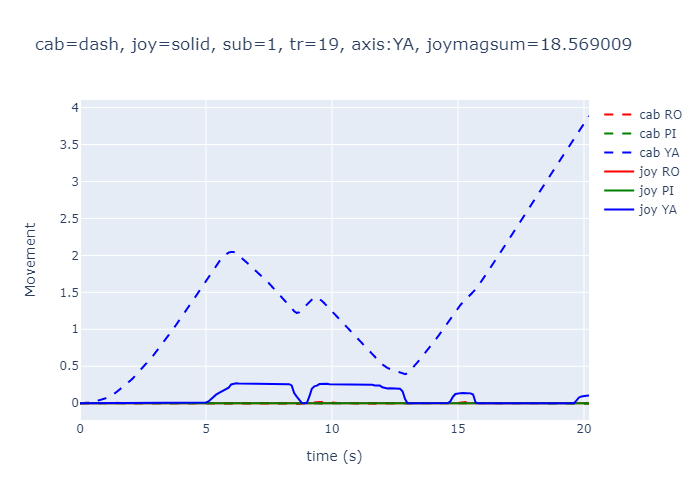 cab=dash, joy=solid, sub=1, tr=19, axis:YA, joymagsum=18.569009
4
3.5
3
2.5
2
1.5
1
0.5
0
Movement
0
5
10
15
20
time (s)
cab RO
cab PI
cab YA
joy RO
joy PI
joy YA